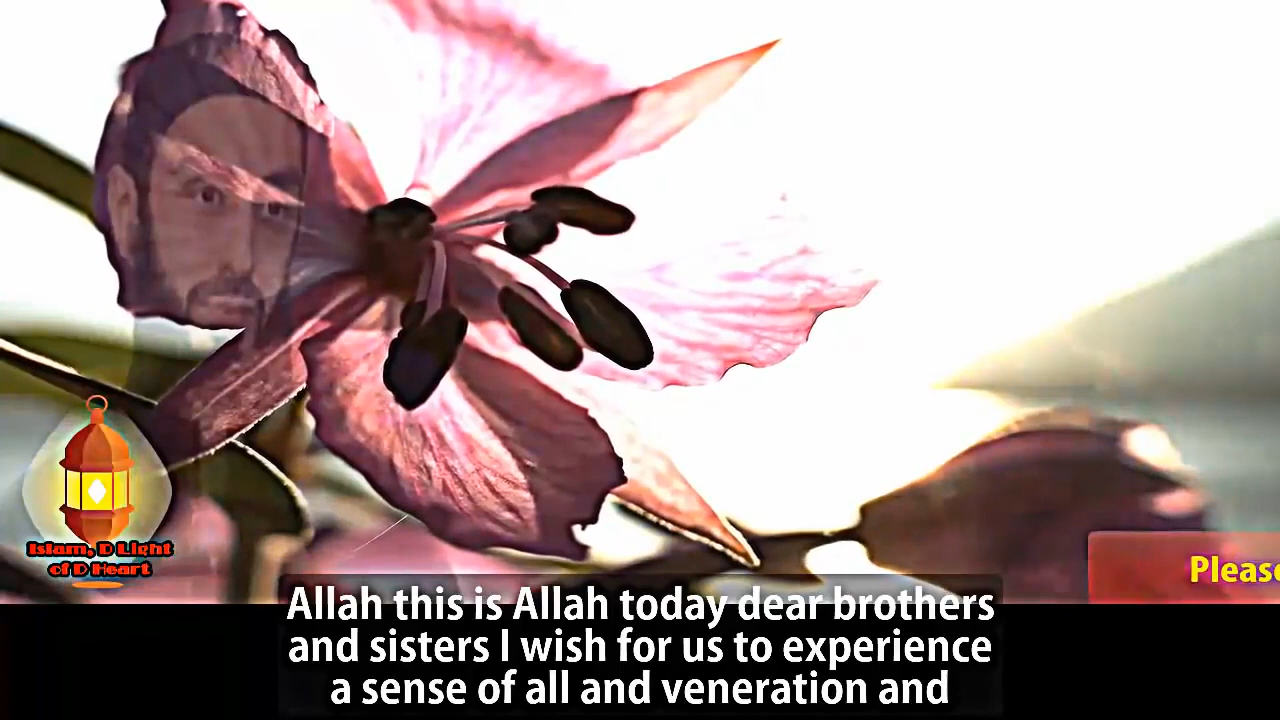 Islam, D Light
of D Heart
Please
Allah this is Allah today dear brothers
and sisters I wish for us to experience
a sense of all and veneration and